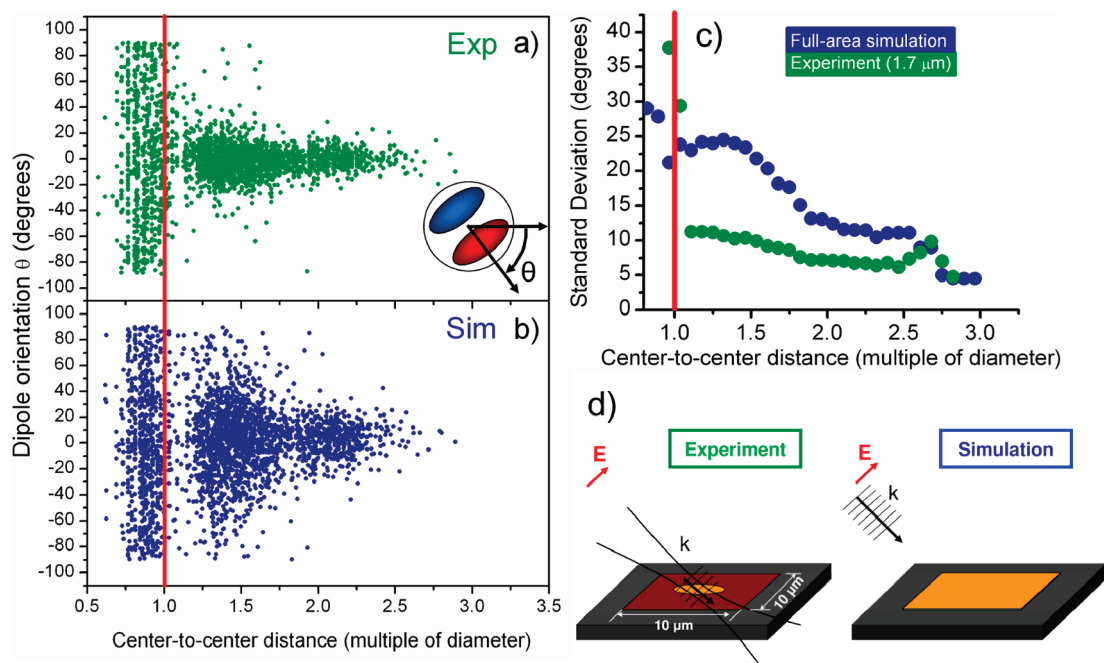 Dipole orientation θ (degrees)
100
80
60
40
20
0
-20
-40
-60
-80
-100
Exp a)
θ
100
80
60
40
20
0
-20
-40
-60
-80
-100
Sim b)
0.5 1.0 1.5 2.0 2.5 3.0 3.5
Center-to-center distance (multiple of diameter)
c)
Full-area simulation
Experiment (1.7 μm)
Standard Deviation (degrees)
40
35
30
25
20
15
10
5
0
1.0 1.5 2.0 2.5 3.0
Center-to-center distance (multiple of diameter)
d)
E
Experiment
k
10 μm
10 μm
E
Simulation
k